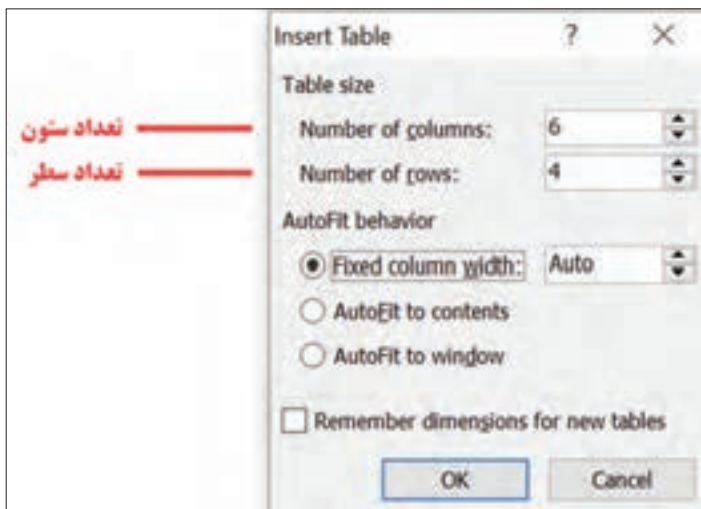 Insert Table ? ×
Table size
تعداد ستون Number of columns: 6
تعداد سطر Number of rows: 4
AutoFit behavior
Fixed column width: Auto
AutoFit to contents
AutoFit to window
Remember dimensions for new tables
OK Cancel